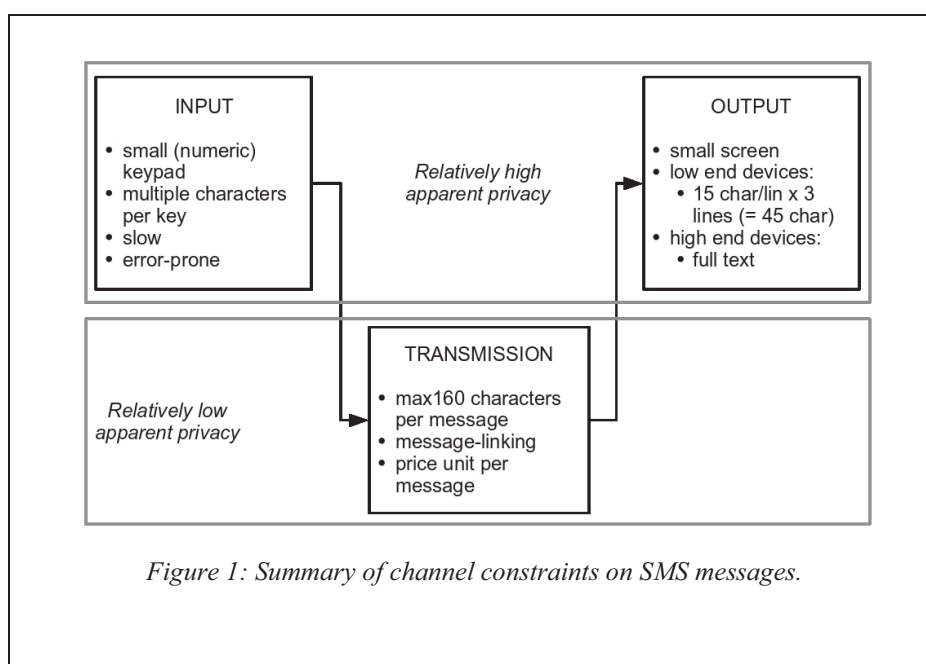 INPUT
• small (numeric)
keypad
• multiple characters
per key
• slow
• error-prone
Relatively high
apparent privacy
OUTPUT
• small screen
• low end devices:
• 15 char/lin x 3
lines (= 45 char)
• high end devices:
• full text
Relatively low
apparent privacy
TRANSMISSION
• max160 characters
per message
• message-linking
• price unit per
message
Figure 1: Summary of channel constraints on SMS messages.